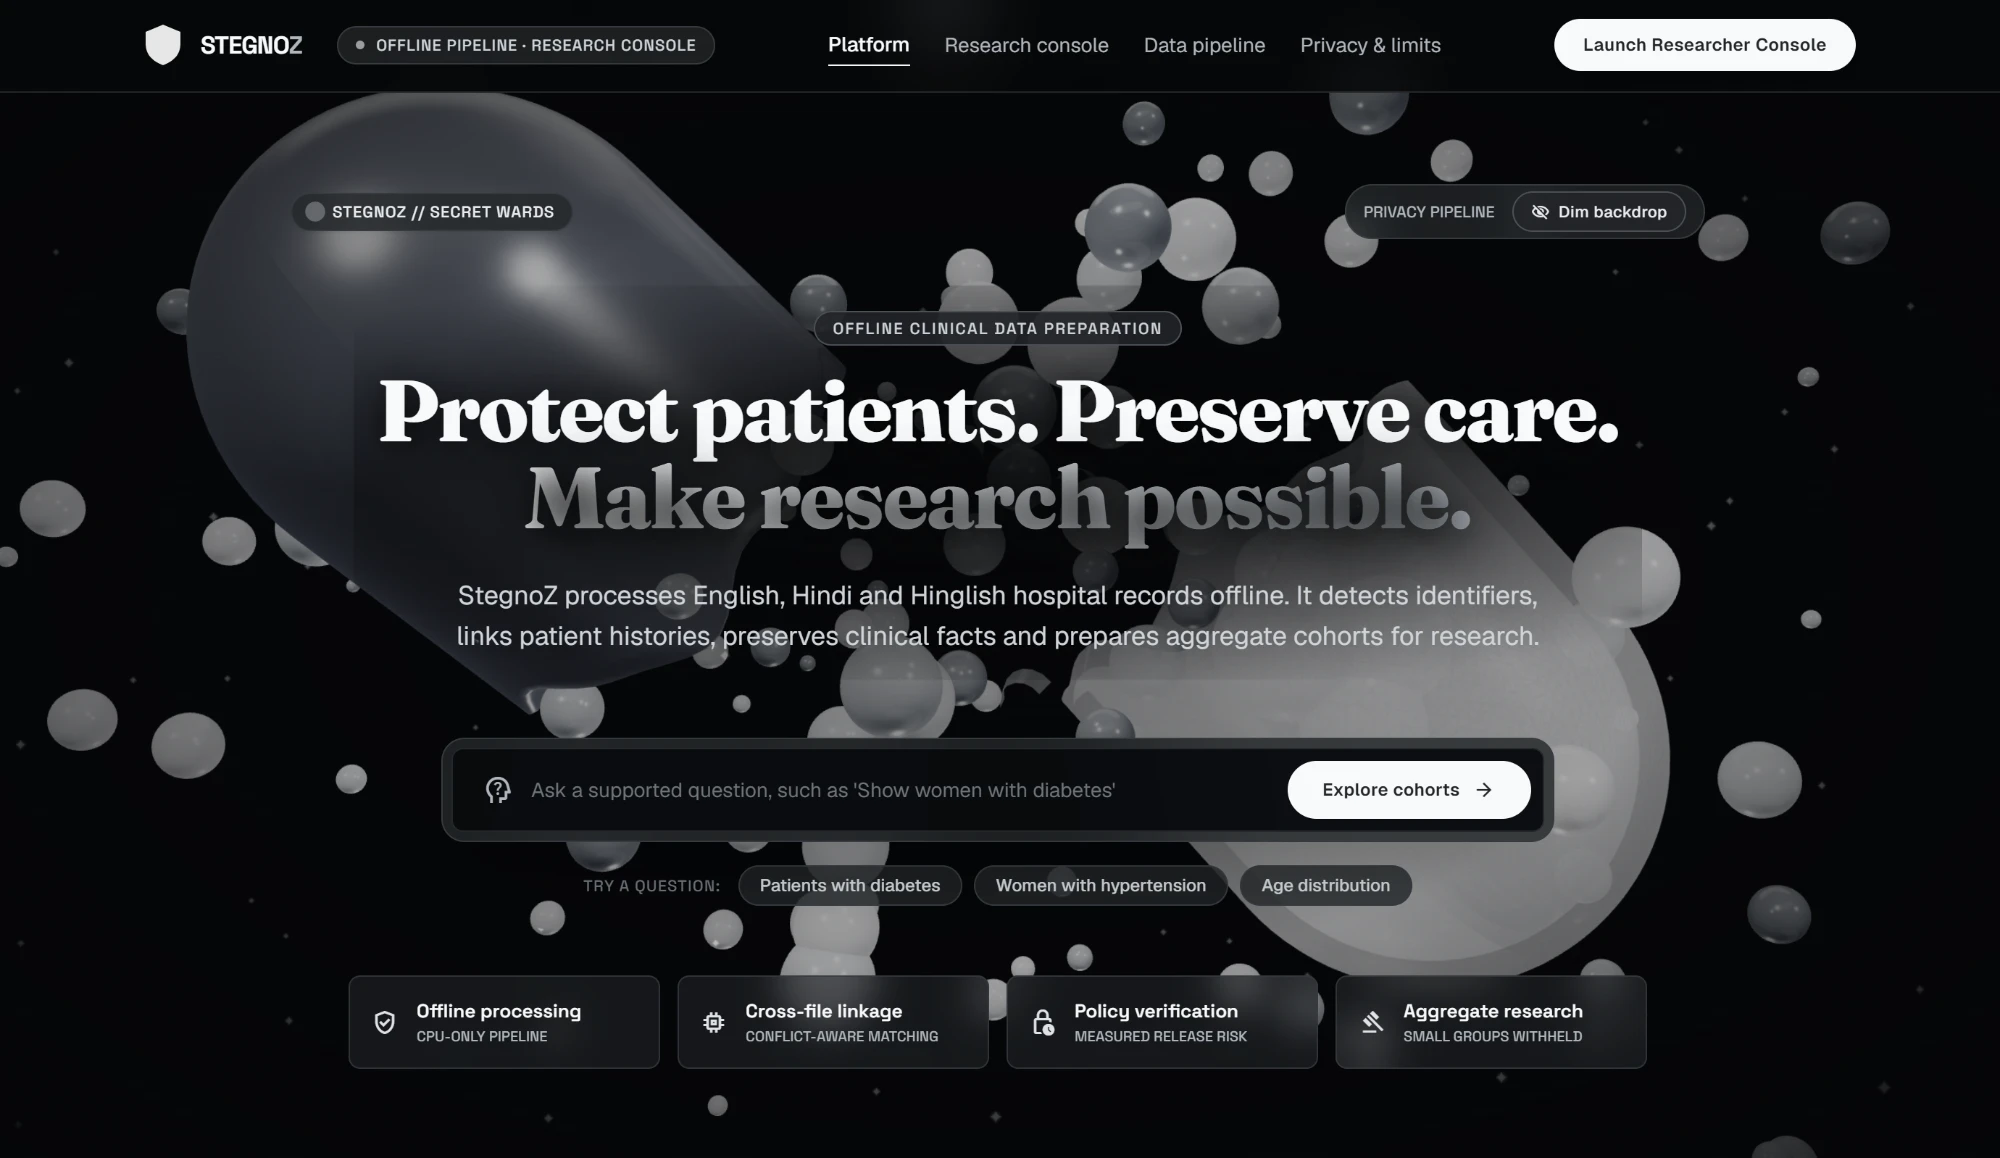 STEGNOZ
OFFLINE PIPELINE · RESEARCH CONSOLE
Platform
Research console
Data pipeline
Privacy & limits
Launch Researcher Console
STEGNOZ // SECRET WARDS
PRIVACY PIPELINE
Dim backdrop
OFFLINE CLINICAL DATA PREPARATION
Protect patients. Preserve care.
Make research possible.
StegnoZ processes English, Hindi and Hinglish hospital records offline. It detects identifiers,
links patient histories, preserves clinical facts and prepares aggregate cohorts for research.
Ask a supported question, such as 'Show women with diabetes'
Explore cohorts
TRY A QUESTION:
Patients with diabetes
Women with hypertension
Age distribution
Offline processing
CPU-ONLY PIPELINE
Cross-file linkage
CONFLICT-AWARE MATCHING
Policy verification
MEASURED RELEASE RISK
Aggregate research
SMALL GROUPS WITHHELD